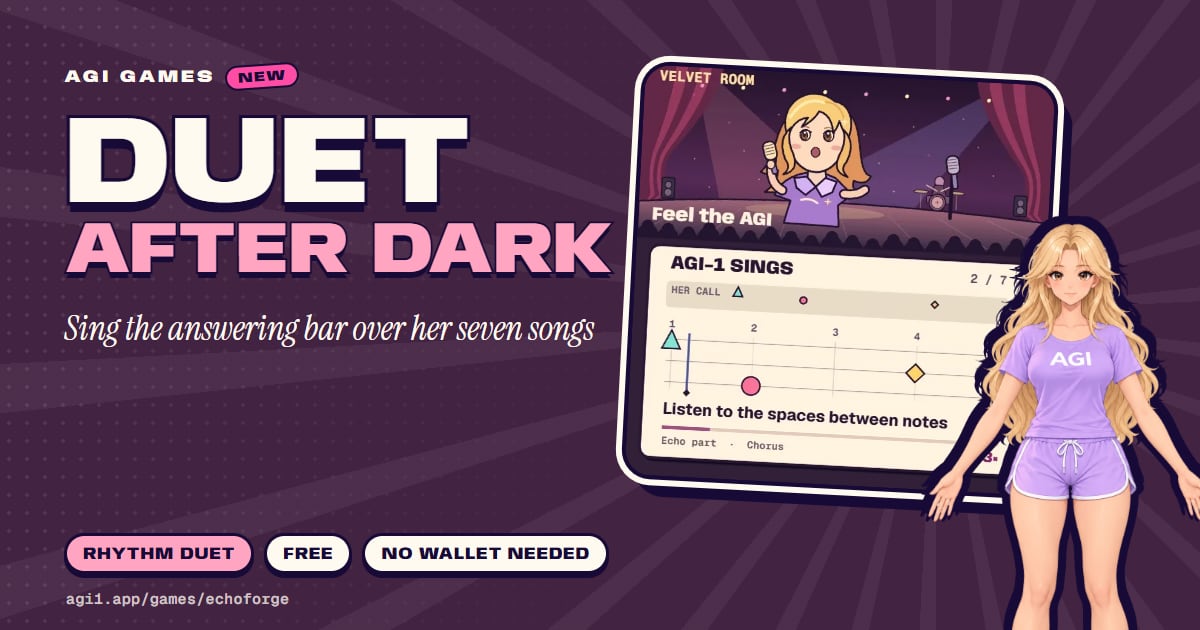 AGI GAMES NEW
DUET
AFTER DARK
Sing the answering bar over her seven songs
RHYTHM DUET
FREE
NO WALLET NEEDED
agi1.app/games/echoforge
VELVET ROOM
Feel the AGI
AGI-1 SINGS
2 / 7
HER CALL
1 2 3 4
Listen to the spaces between notes
Echo part · Chorus
AGI